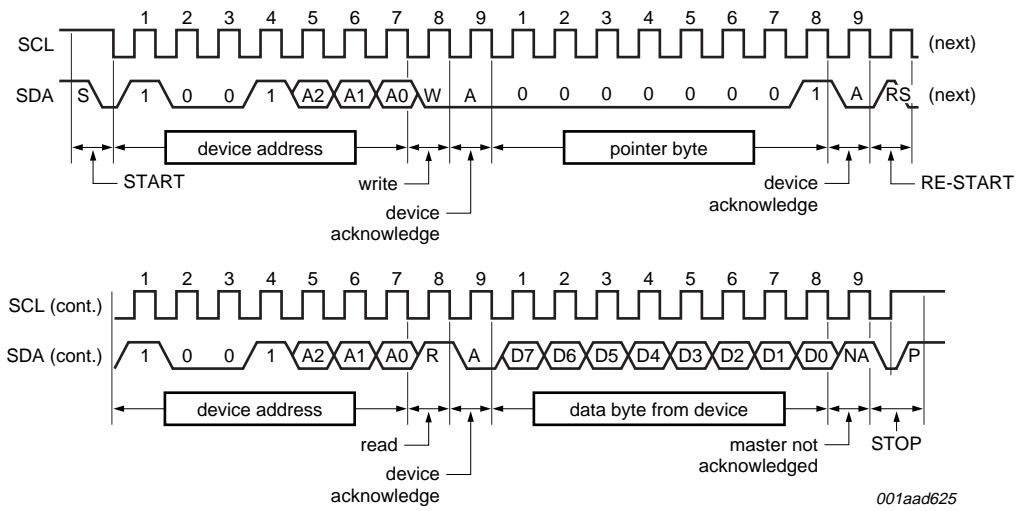 1 2 3 4 5 6 7 8 9 1 2 3 4 5 6 7 8 9
SCL (next)
SDA S 1 0 0 1 A2 A1 A0 W A 0 0 0 0 0 0 0 1 A RS (next)
device address pointer byte
START write device RE-START
device acknowledge
acknowledge
1 2 3 4 5 6 7 8 9 1 2 3 4 5 6 7 8 9
SCL (cont.)
SDA (cont.) 1 0 0 1 A2 A1 A0 R A D7 D6 D5 D4 D3 D2 D1 D0 NA P
device address data byte from device
read master not STOP
device acknowledged
acknowledge
001aad625